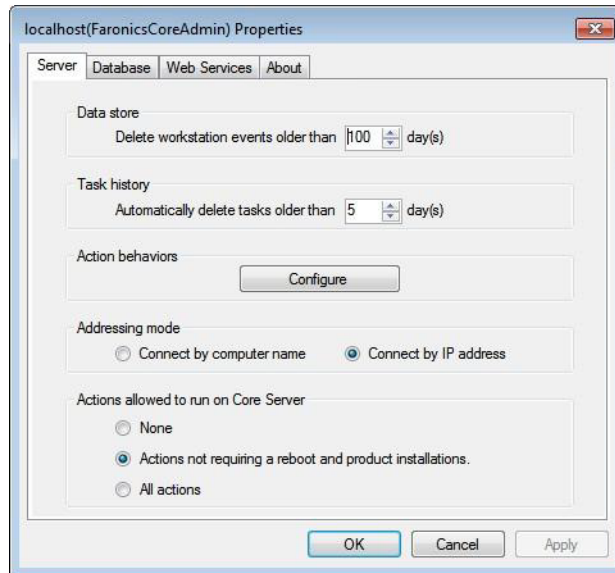 localhost(FaronicsCoreAdmin) Properties
Server Database Web Services About
Data store
Delete workstation events older than 100 day(s)
Task history
Automatically delete tasks older than 5 day(s)
Action behaviors
Configure
Addressing mode
Connect by computer name Connect by IP address
Actions allowed to run on Core Server
None
Actions not requiring a reboot and product installations.
All actions
OK Cancel Apply